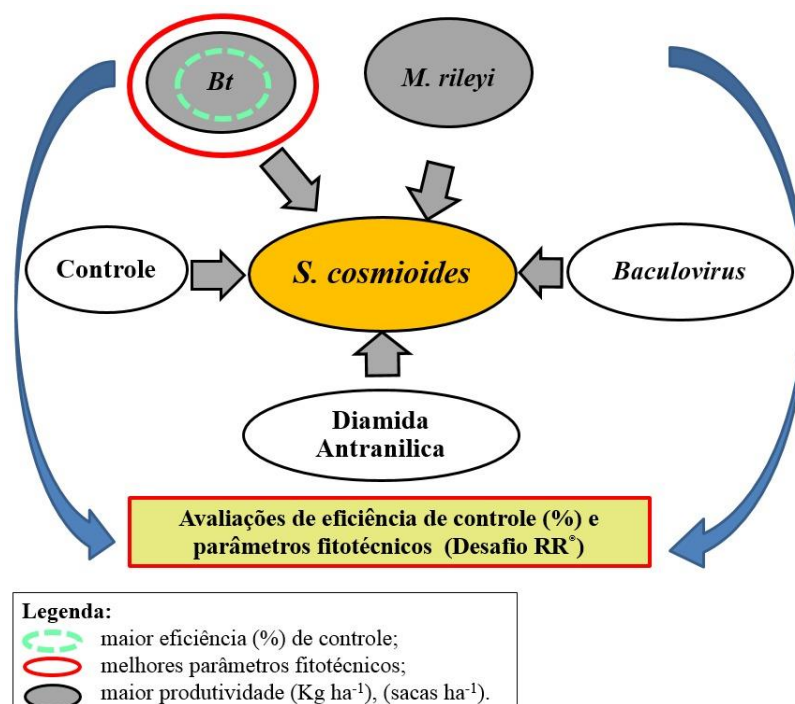 Bt
M. rileyi
Controle
S. cosmioides
Baculovirus
Diamida
Antranilica
Avaliações de eficiência de controle (%) e
parâmetros fitotécnicos (Desafio RR®)
Legenda:
maior eficiência (%) de controle;
melhores parâmetros fitotécnicos;
maior produtividade (Kg ha⁻¹), (sacas ha⁻¹).